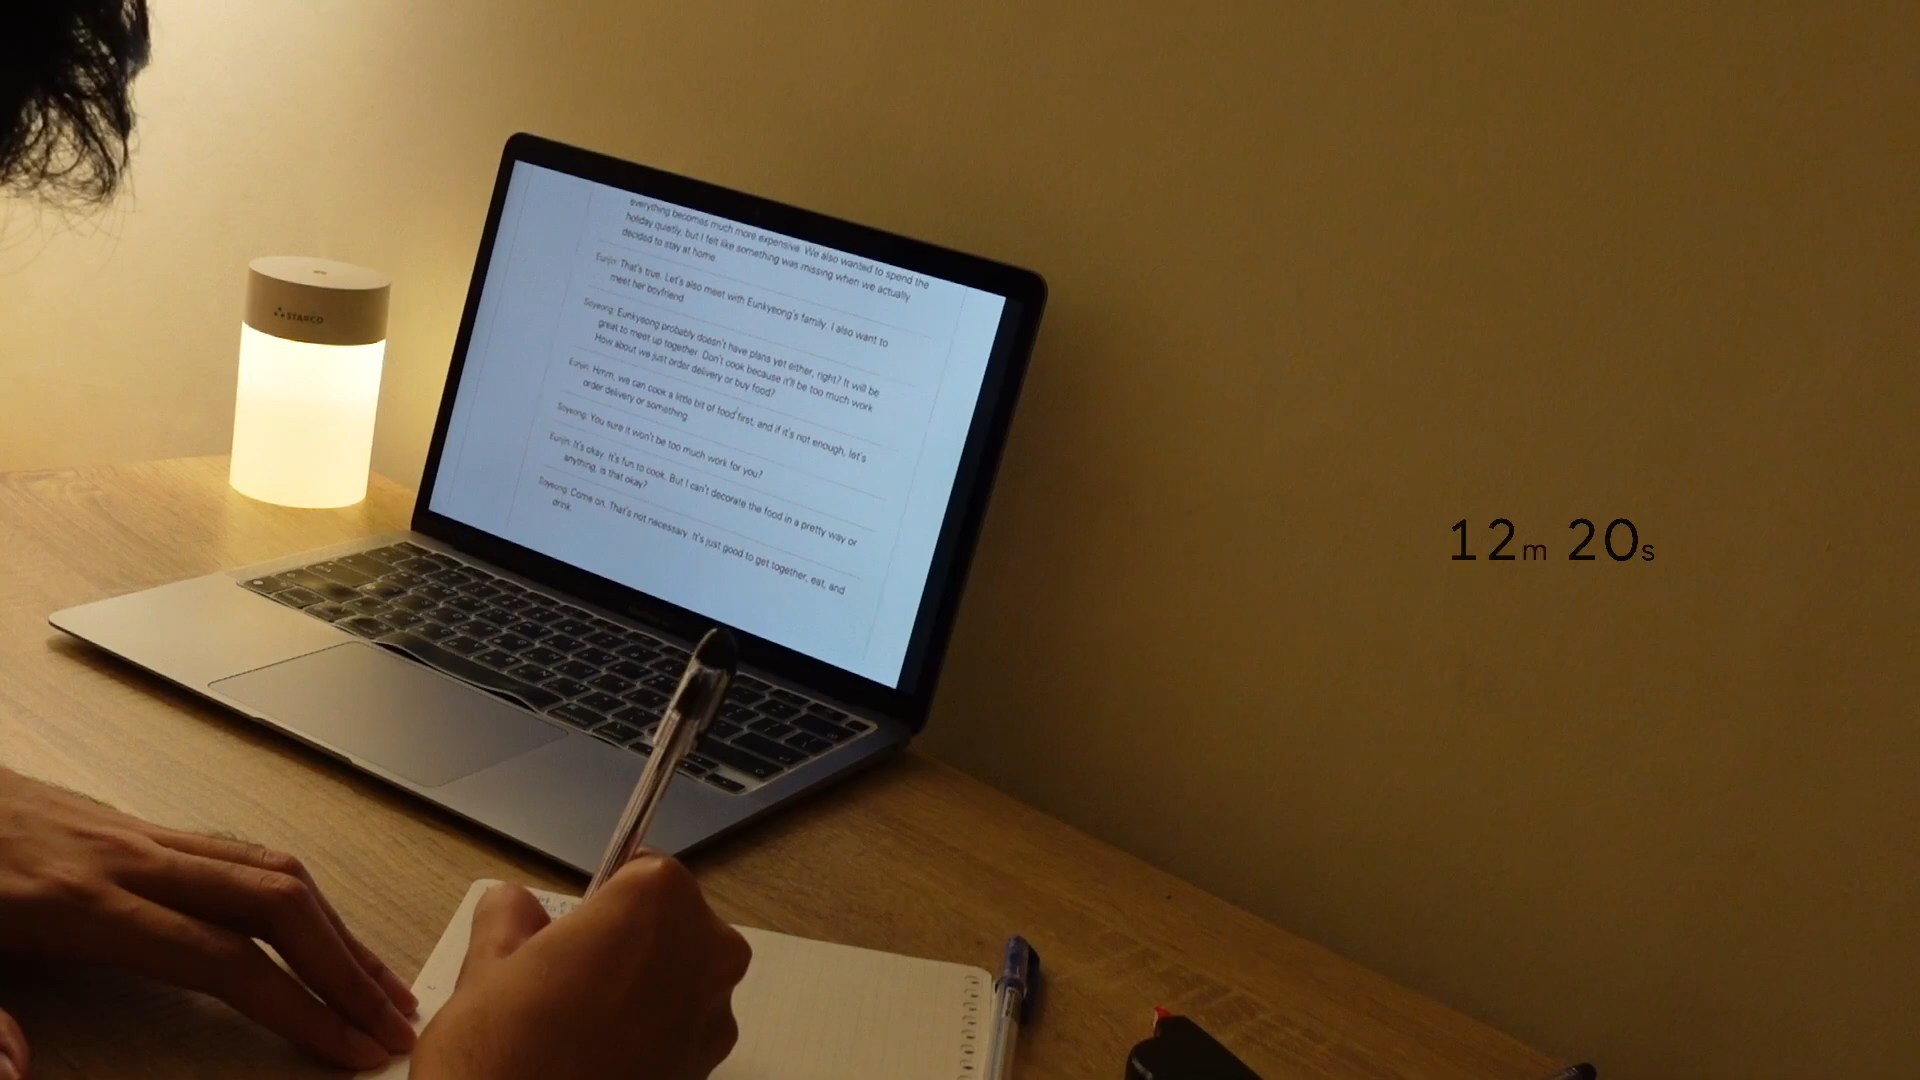 everything becomes much more expensive. We also wanted to spend the
holiday quietly, but I felt like something was missing when we actually
decided to stay at home.
Eunjin: That's true. Let's also meet with Eunkyeong's family. I also want to
meet her boyfriend.
Soyeong: Eunkyeong probably doesn't have plans yet either, right? It will be
great to meet up together. Don't cook because it'll be too much work.
How about we just order delivery or buy food?
Eunjin: Hmm, we can cook a little bit of food first, and if it's not enough, let's
order delivery or something.
Soyeong: You sure it won't be too much work for you?
Eunjin: It's okay. It's fun to cook. But I can't decorate the food in a pretty way or
anything, is that okay?
Soyeong: Come on. That's not necessary. It's just good to get together, eat, and
drink.
STARCO
12m 20s